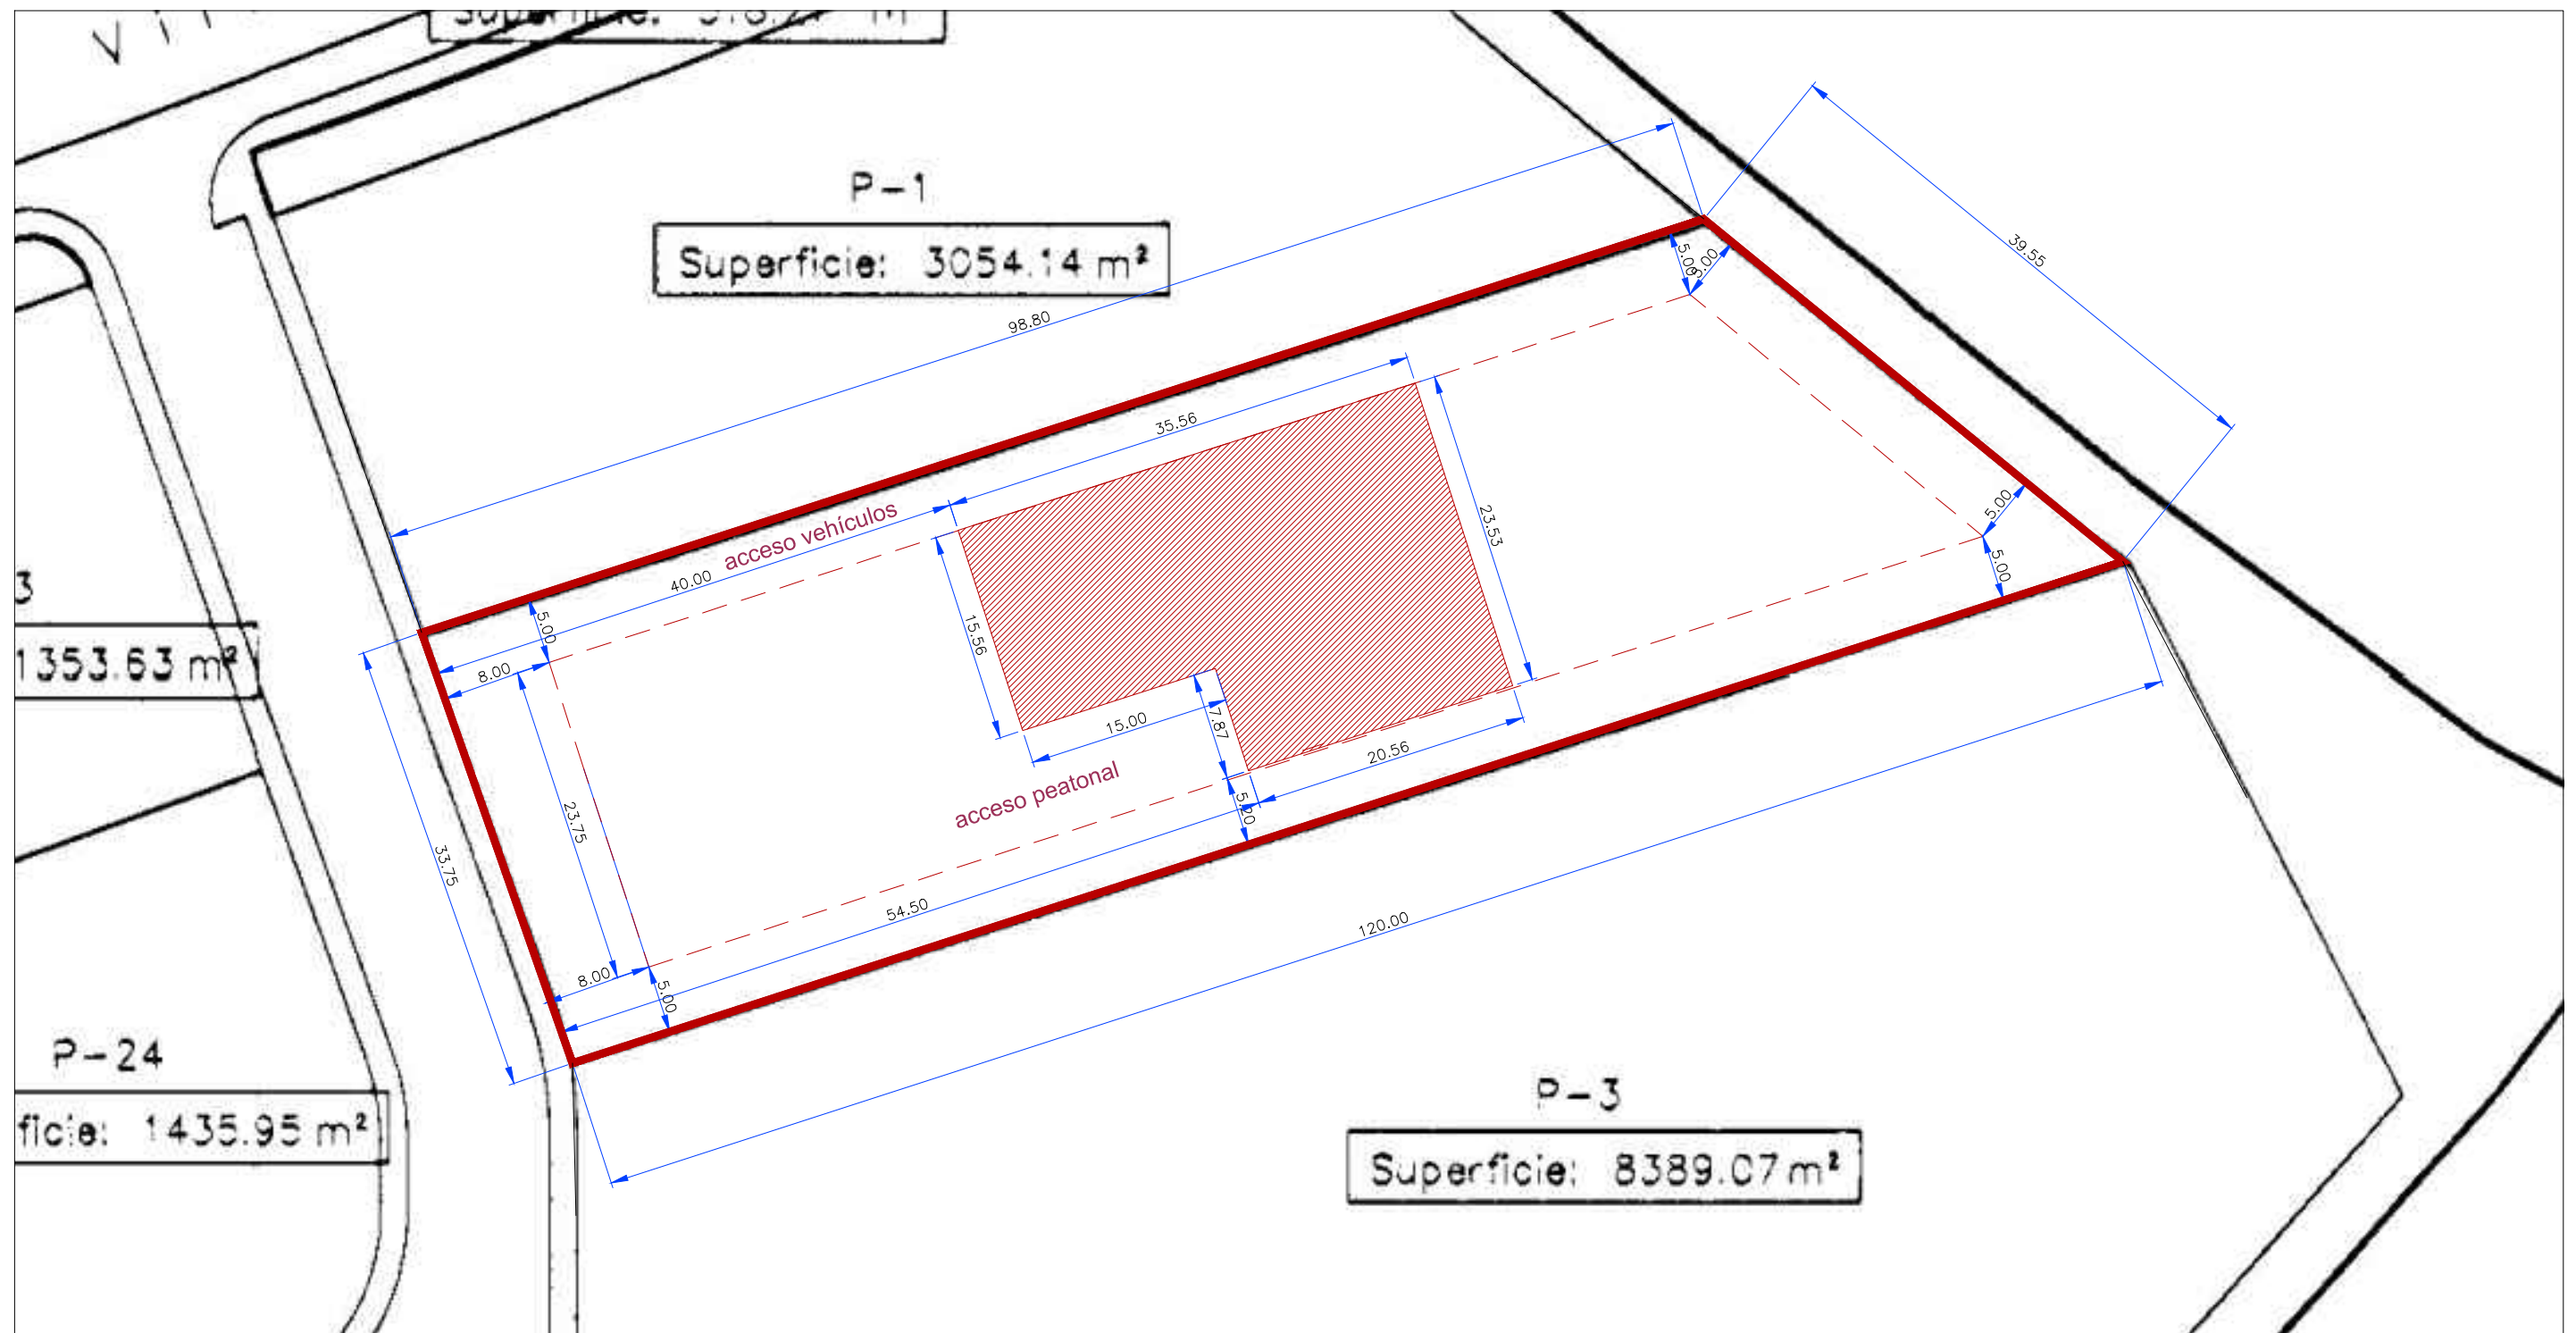 P-1
Superficie: 3054.14 m²
98.80
39.55
5.00
5.00
35.56
acceso vehículos
40.00
23.53
5.00
5.00
15.56
5.00
8.00
3
1353.63 m²
15.00
7.87
20.56
acceso peatonal
5.20
23.75
33.75
54.50
120.00
8.00
5.00
P-24
ficie: 1435.95 m²
P-3
Superficie: 8389.07 m²